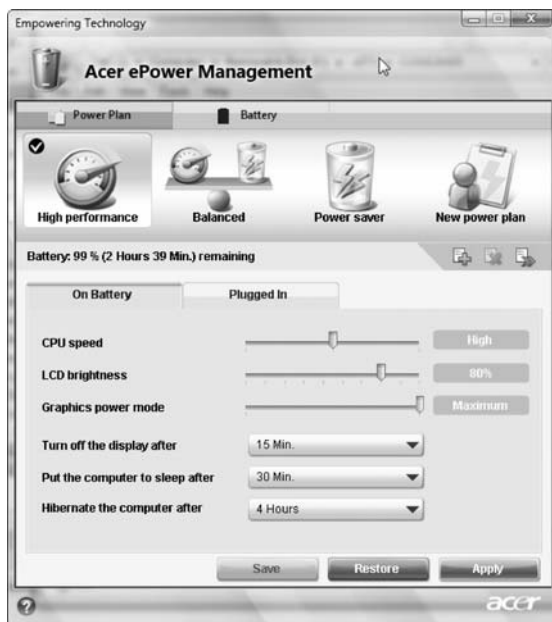 Empowering Technology
Acer ePower Management
Power Plan
Battery
High performance
Balanced
Power saver
New power plan
Battery: 99 % (2 Hours 39 Min.) remaining
On Battery
Plugged In
CPU speed
High
LCD brightness
80%
Graphics power mode
Maximum
Turn off the display after
15 Min.
Put the computer to sleep after
30 Min.
Hibernate the computer after
4 Hours
Save
Restore
Apply
acer